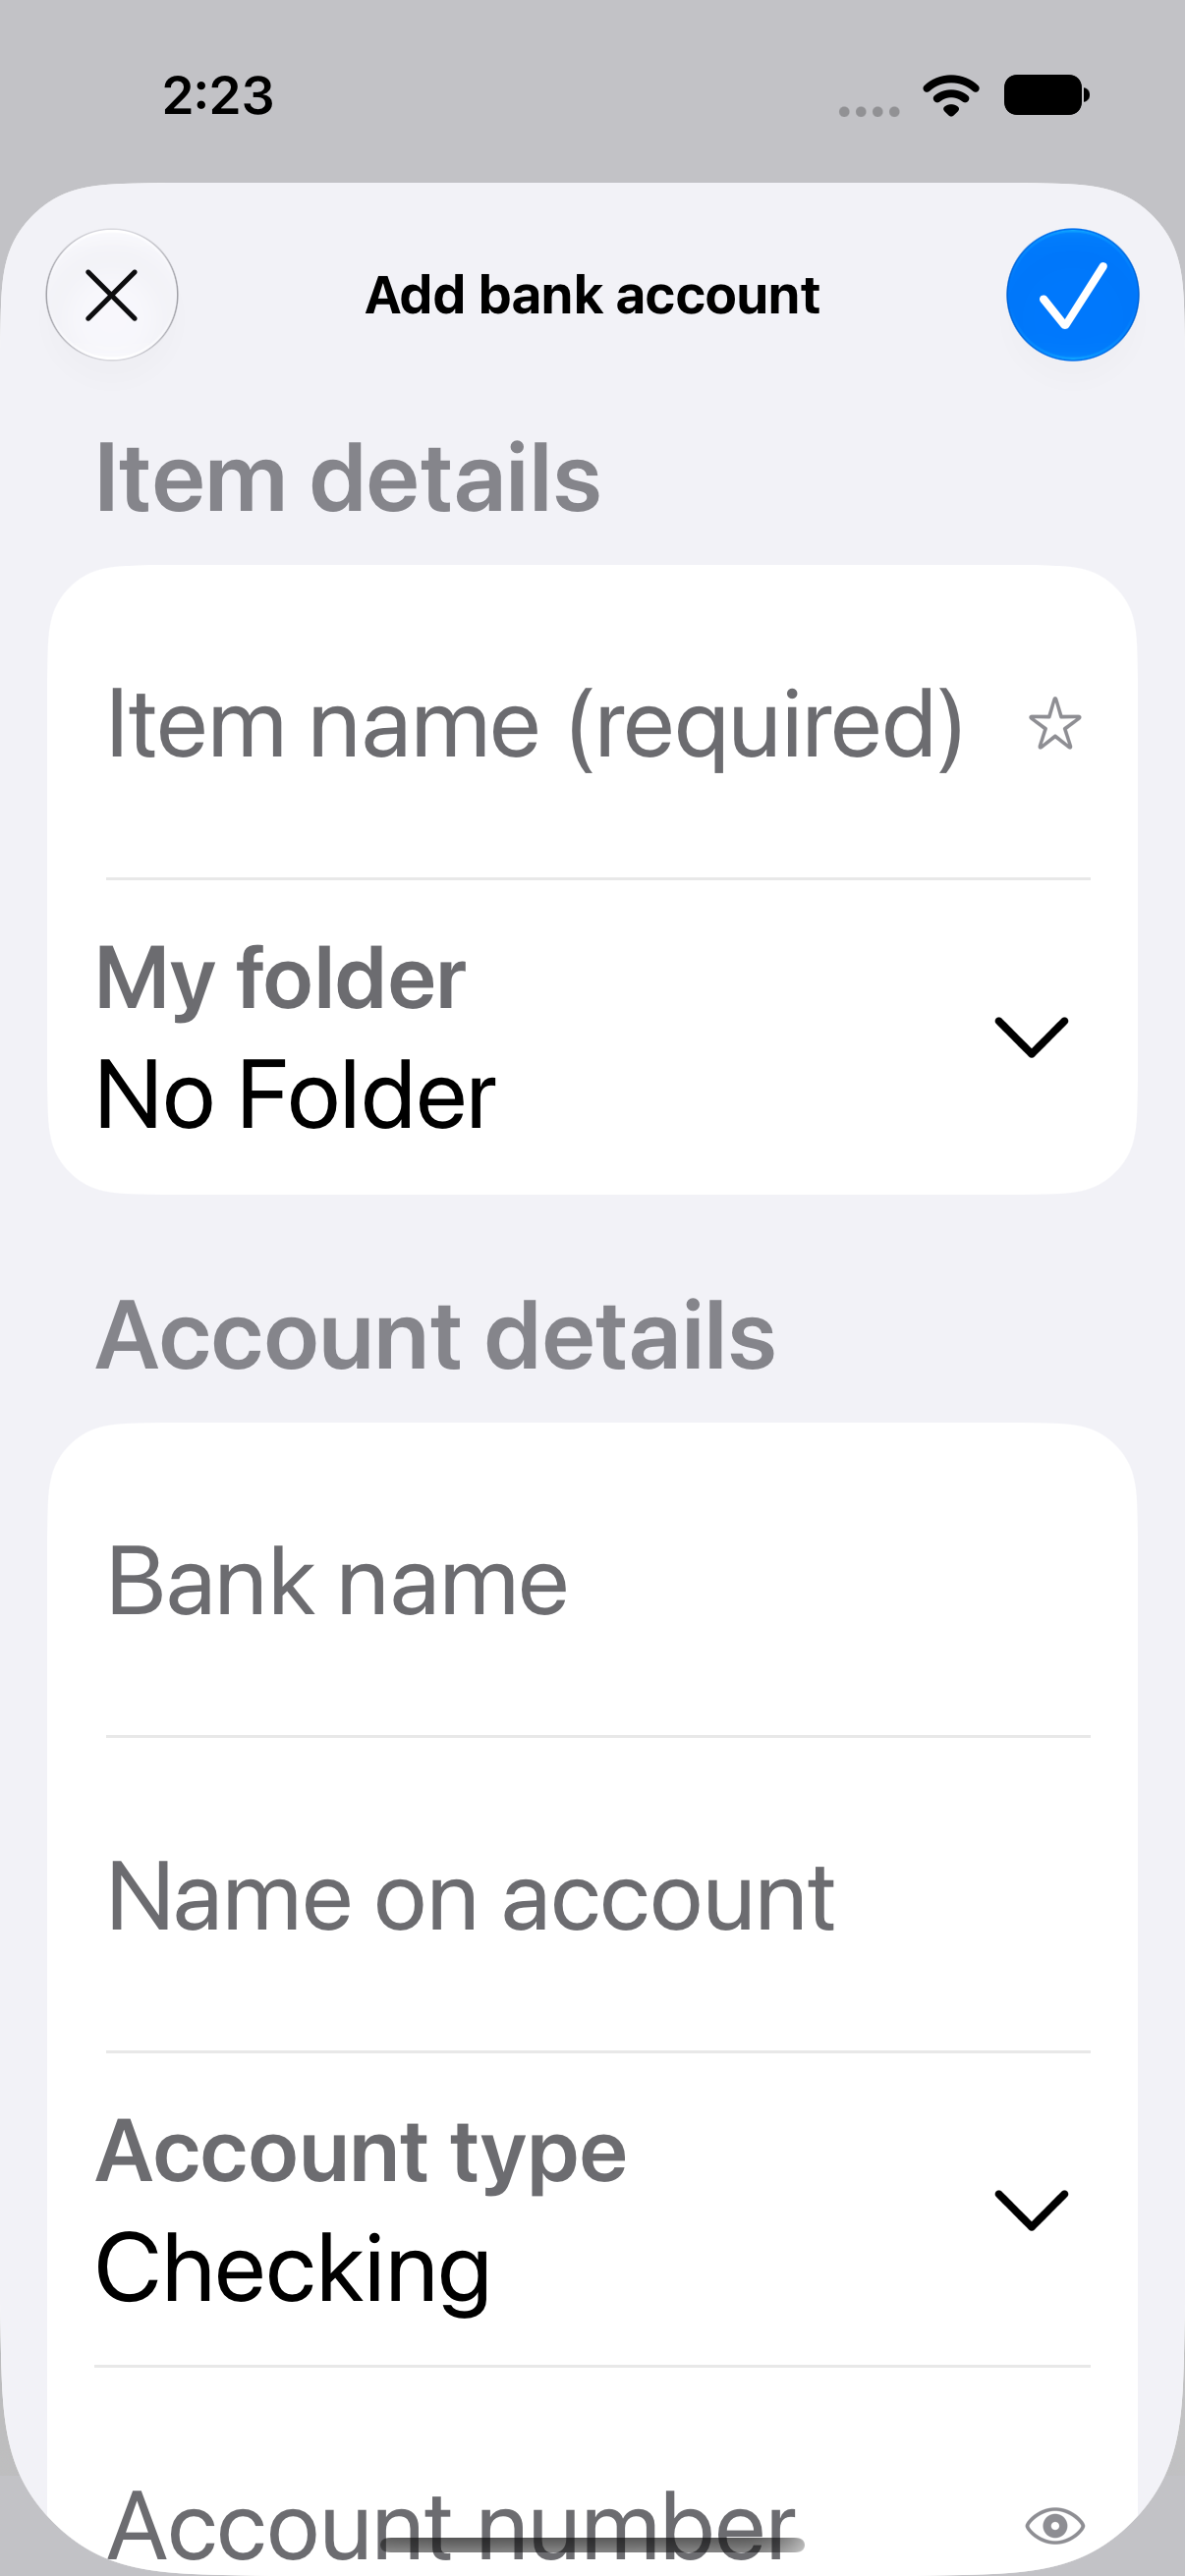 2:23
Add bank account
Item details
Item name (required)
My folder
No Folder
Account details
Bank name
Name on account
Account type
Checking
Account number